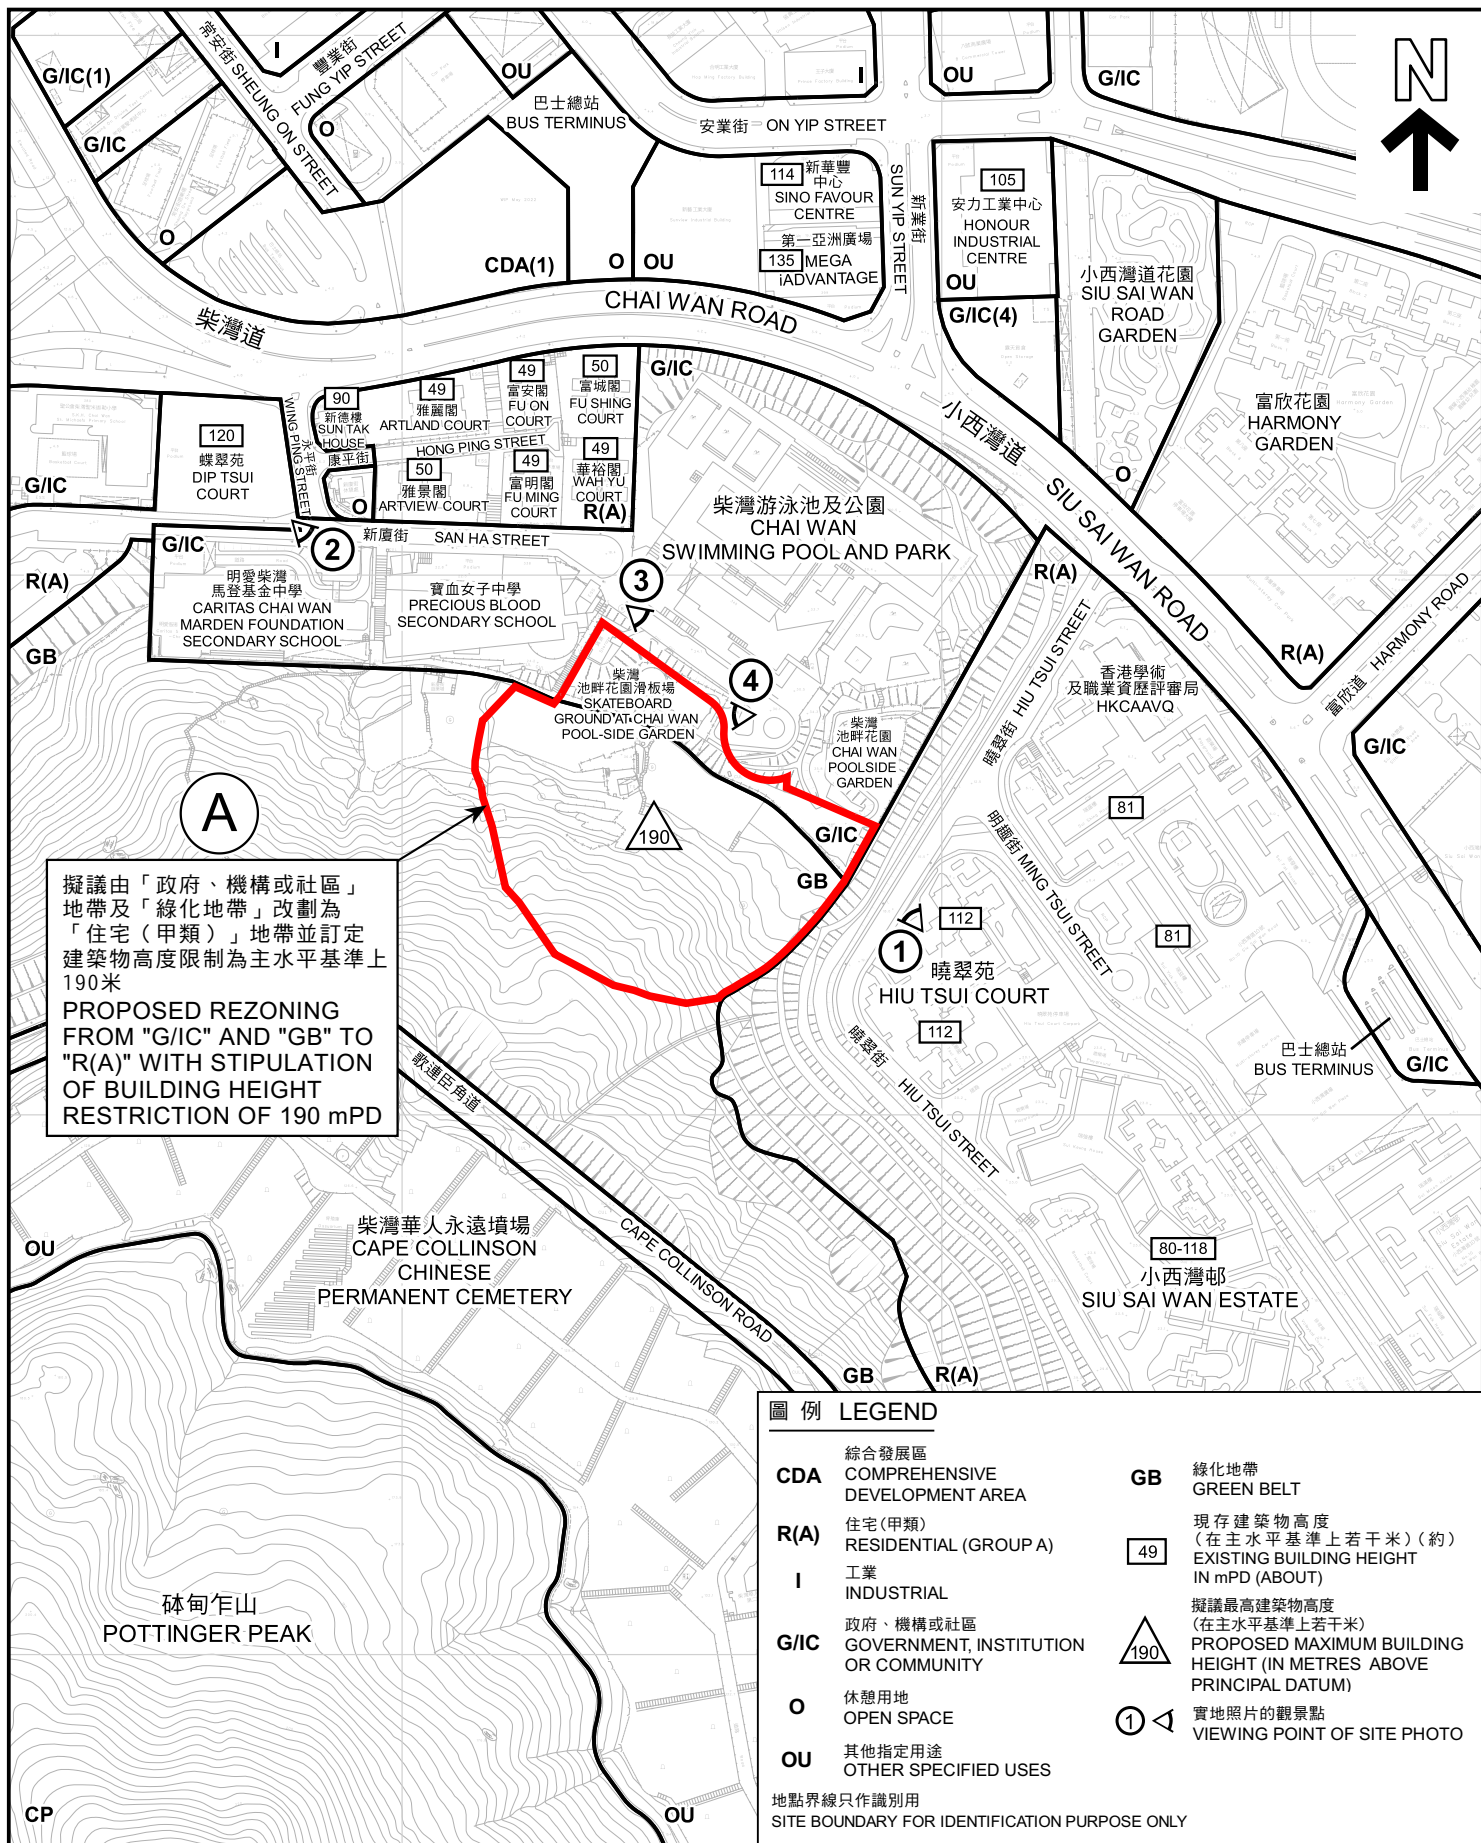 G/IC(1)
常安街 SHEUNG ON STREET
I
豐業街
FUNG YIP STREET
OU
巴士總站
BUS TERMINUS
安業街 ON YIP STREET
I
OU
G/IC
N
G/IC
O
O
CDA(1)
O
OU
114
新華豐
中心
SINO FAVOUR
CENTRE
第一亞洲廣場
135
MEGA
iADVANTAGE
SUN YIP STREET
新業街
105
安力工業中心
HONOUR
INDUSTRIAL
CENTRE
OU
G/IC(4)
小西灣道花園
SIU SAI WAN
ROAD
GARDEN
O
富欣花園
HARMONY
GARDEN
柴灣道
CHAI WAN ROAD
小西灣道
SIU SAI WAN ROAD
G/IC
120
蝶翠苑
DIP TSUI
COURT
WING PING STREET
永平街
90
新德樓
SUN TAK
HOUSE
康平街
O
49
雅麗閣
ARTLAND COURT
HONG PING STREET
50
雅景閣
ARTVIEW COURT
49
富安閣
FU ON
COURT
49
富明閣
FU MING
COURT
50
富城閣
FU SHING
COURT
49
華裕閣
WAH YU
COURT
R(A)
G/IC
新廈街 SAN HA STREET
2
G/IC
明愛柴灣
馬登基金中學
CARITAS CHAI WAN
MARDEN FOUNDATION
SECONDARY SCHOOL
寶血女子中學
PRECIOUS BLOOD
SECONDARY SCHOOL
柴灣游泳池及公園
CHAI WAN
SWIMMING POOL AND PARK
R(A)
GB
3
柴灣
池畔花園滑板場
SKATEBOARD
GROUND AT CHAI WAN
POOL-SIDE GARDEN
4
柴灣
池畔花園
CHAI WAN
POOLSIDE
GARDEN
R(A)
曉翠街 HIU TSUI STREET
香港學術
及職業資歷評審局
HKCAAVQ
R(A)
富欣道 HARMONY ROAD
G/IC
81
明趣街 MING TSUI STREET
81
190
G/IC
GB
A
擬議由「政府、機構或社區」
地帶及「綠化地帶」改劃為
「住宅（甲類）」地帶並訂定
建築物高度限制為主水平基準上
190米
PROPOSED REZONING
FROM "G/IC" AND "GB" TO
"R(A)" WITH STIPULATION
OF BUILDING HEIGHT
RESTRICTION OF 190 mPD
1
112
曉翠苑
HIU TSUI COURT
112
曉翠街 HIU TSUI STREET
巴士總站
BUS TERMINUS
G/IC
歌連臣角道
CAPE COLLINSON ROAD
柴灣華人永遠墳場
CAPE COLLINSON
CHINESE
PERMANENT CEMETERY
OU
80-118
小西灣邨
SIU SAI WAN ESTATE
GB
R(A)
砵甸乍山
POTTINGER PEAK
CP
OU
圖 例 LEGEND
CDA
綜合發展區
COMPREHENSIVE
DEVELOPMENT AREA
R(A)
住宅(甲類)
RESIDENTIAL (GROUP A)
I
工業
INDUSTRIAL
G/IC
政府、機構或社區
GOVERNMENT, INSTITUTION
OR COMMUNITY
O
休憩用地
OPEN SPACE
OU
其他指定用途
OTHER SPECIFIED USES
GB
綠化地帶
GREEN BELT
49
現存建築物高度
(在主水平基準上若干米)(約)
EXISTING BUILDING HEIGHT
IN mPD (ABOUT)
190
擬議最高建築物高度
(在主水平基準上若干米)
PROPOSED MAXIMUM BUILDING
HEIGHT (IN METRES ABOVE
PRINCIPAL DATUM)
1
實地照片的觀景點
VIEWING POINT OF SITE PHOTO
地點界線只作識別用
SITE BOUNDARY FOR IDENTIFICATION PURPOSE ONLY